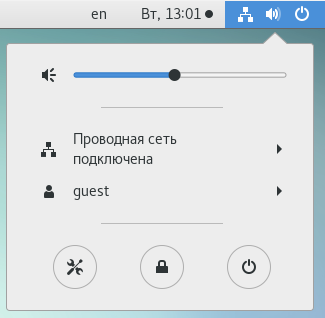 en Вт, 13:01
Проводная сеть
подключена
guest